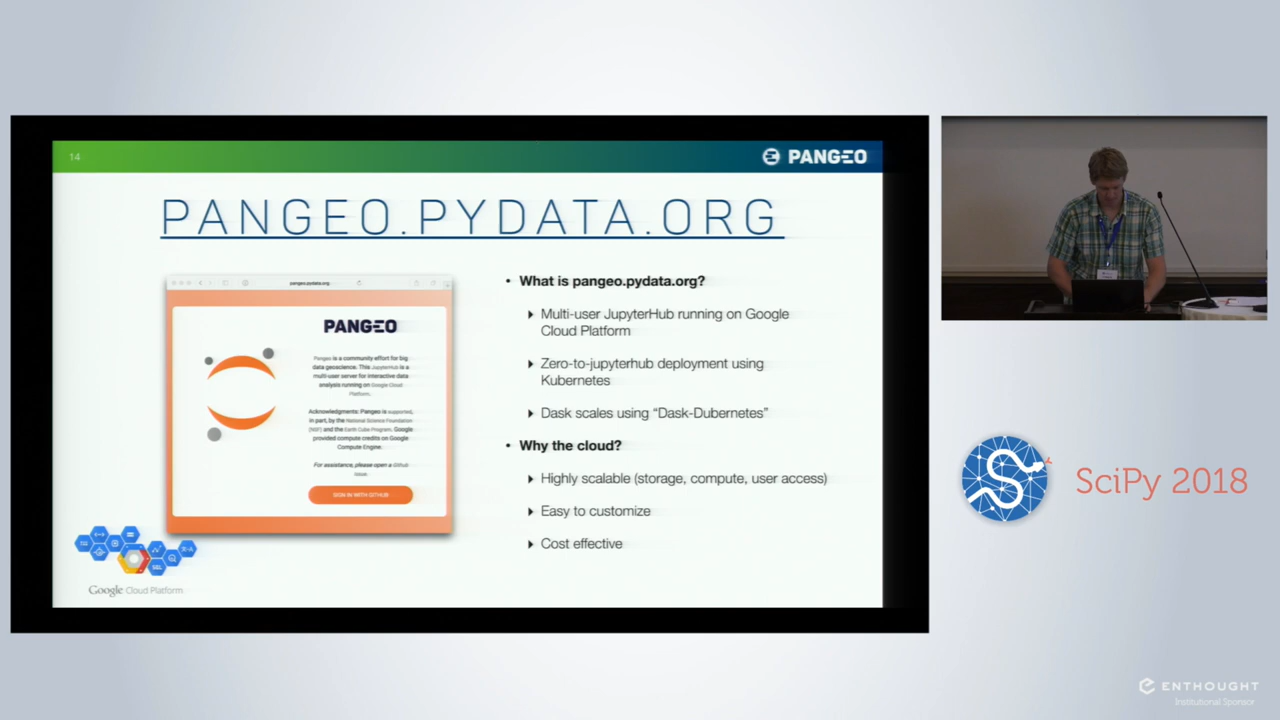 14
PANGEO
PANGEO.PYDATA.ORG
pangeo.pydata.org
PANGEO
Pangeo is a community effort for big
data geoscience. This JupyterHub is a
multi-user server for interactive data
analysis running on Google Cloud
Platform.
Acknowledgments: Pangeo is supported,
in part, by the National Science Foundation
(NSF) and the Earth Cube Program. Google
provided compute credits on Google
Compute Engine.
For assistance, please open a Github
issue.
SIGN IN WITH GITHUB
Google Cloud Platform
• What is pangeo.pydata.org?
Multi-user JupyterHub running on Google
Cloud Platform
Zero-to-jupyterhub deployment using
Kubernetes
Dask scales using “Dask-Dubernetes”
• Why the cloud?
Highly scalable (storage, compute, user access)
Easy to customize
Cost effective
SciPy 2018
ENTHOUGHT
Institutional Sponsor